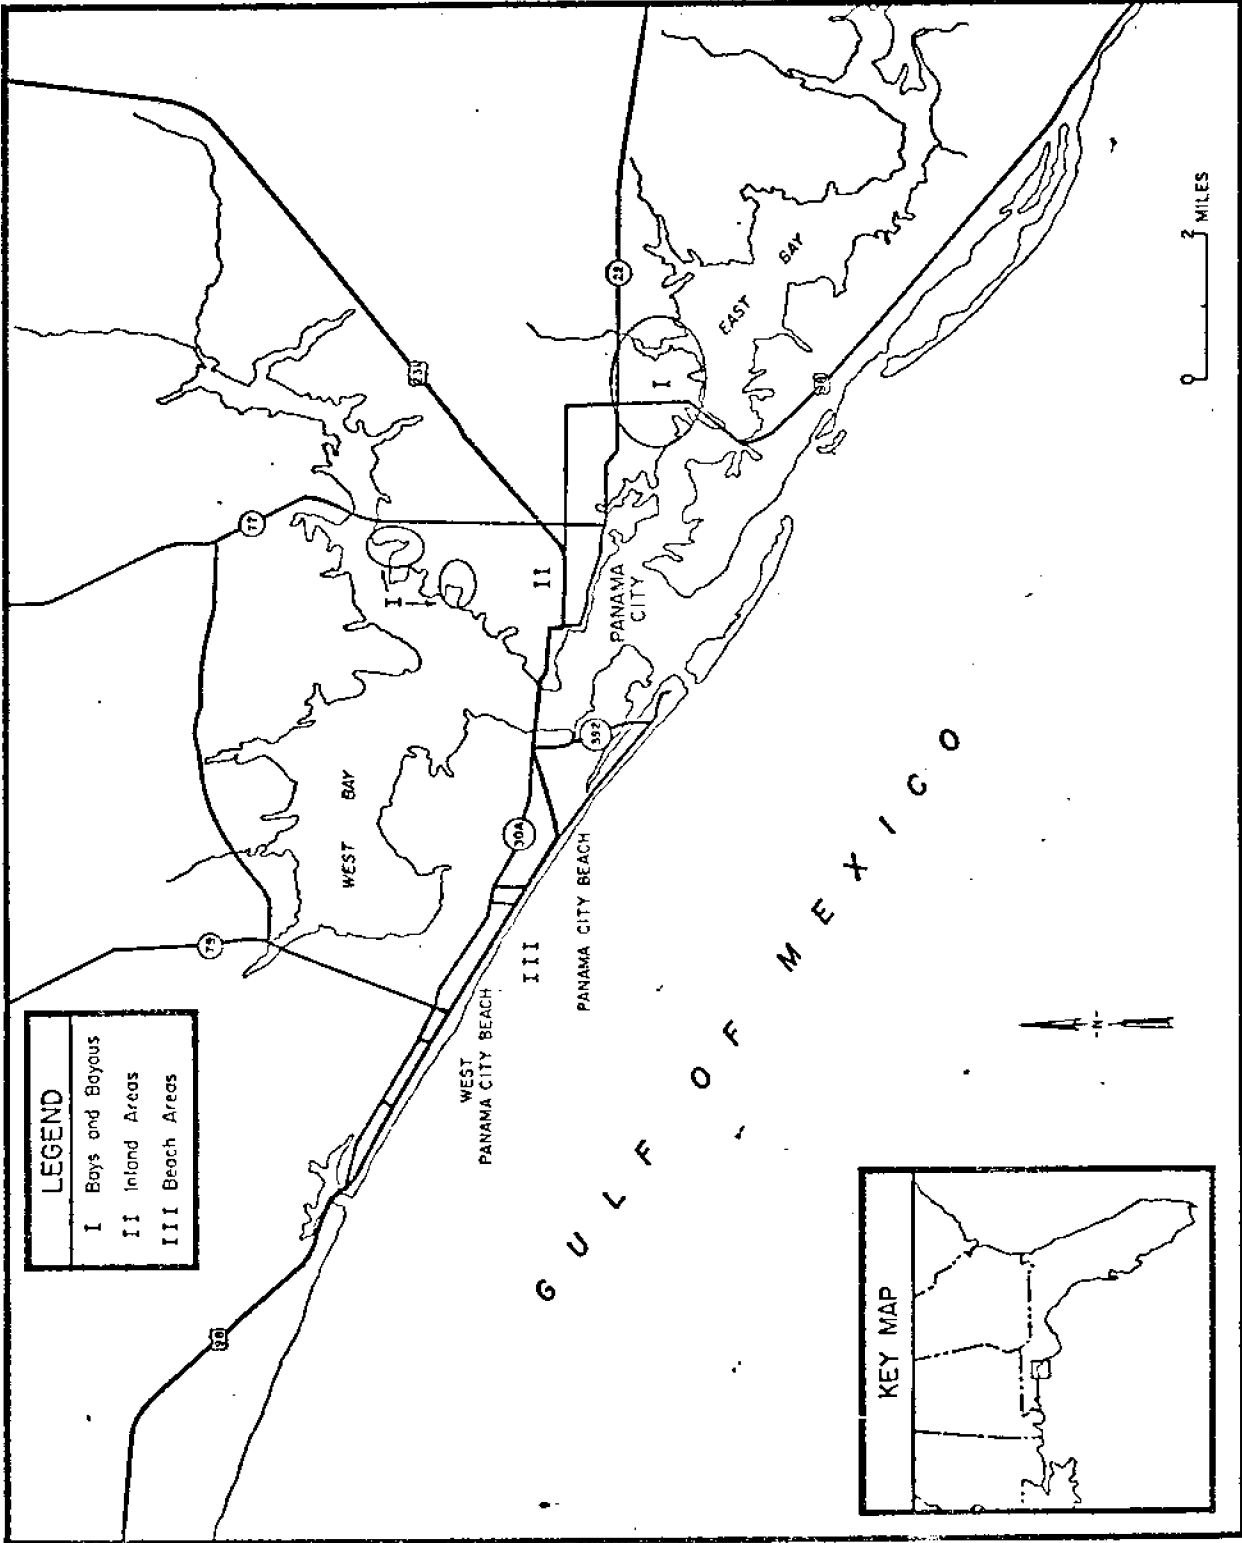 LEGEND
I Bays and Bayous
II Inland Areas
III Beach Areas
79
77
231
22
98
WEST BAY
I
II
I
EAST BAY
30A
392
98
PANAMA
CITY
III
WEST
PANAMA CITY BEACH
PANAMA CITY BEACH
GULF OF MEXICO
KEY MAP
-N-
0 2 MILES